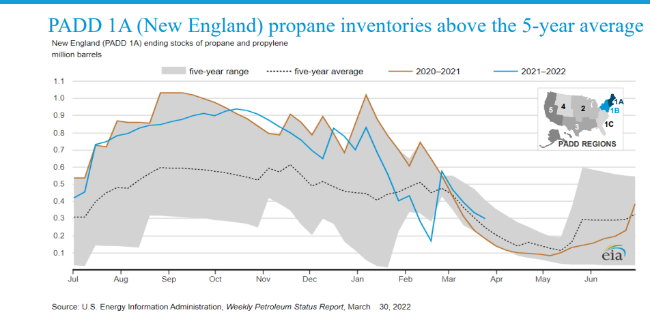 PADD 1A (New England) propane inventories above the 5-year average
New England (PADD 1A) ending stocks of propane and propylene
million barrels
five-year range five-year average 2020–2021 2021–2022
1.1
1.0
0.9
0.8
0.7
0.6
0.5
0.4
0.3
0.2
0.1
5 4 2 1 1A
1B
3 1C
PADD REGIONS
eia
Jul Aug Sep Oct Nov Dec Jan Feb Mar Apr May Jun
Source: U.S. Energy Information Administration, Weekly Petroleum Status Report, March 30, 2022